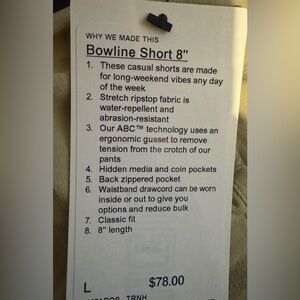 WHY WE MADE THIS
Bowline Short 8"
1. These casual shorts are made
for long-weekend vibes any day
of the week
2. Stretch ripstop fabric is
water-repellent and
abrasion-resistant
3. Our ABC™ technology uses an
ergonomic gusset to remove
tension from the crotch of our
pants
4. Hidden media and coin pockets
5. Back zippered pocket
6. Waistband drawcord can be worn
inside or out to give you
options and reduce bulk
7. Classic fit
8. 8" length
L $78.00
TRNH